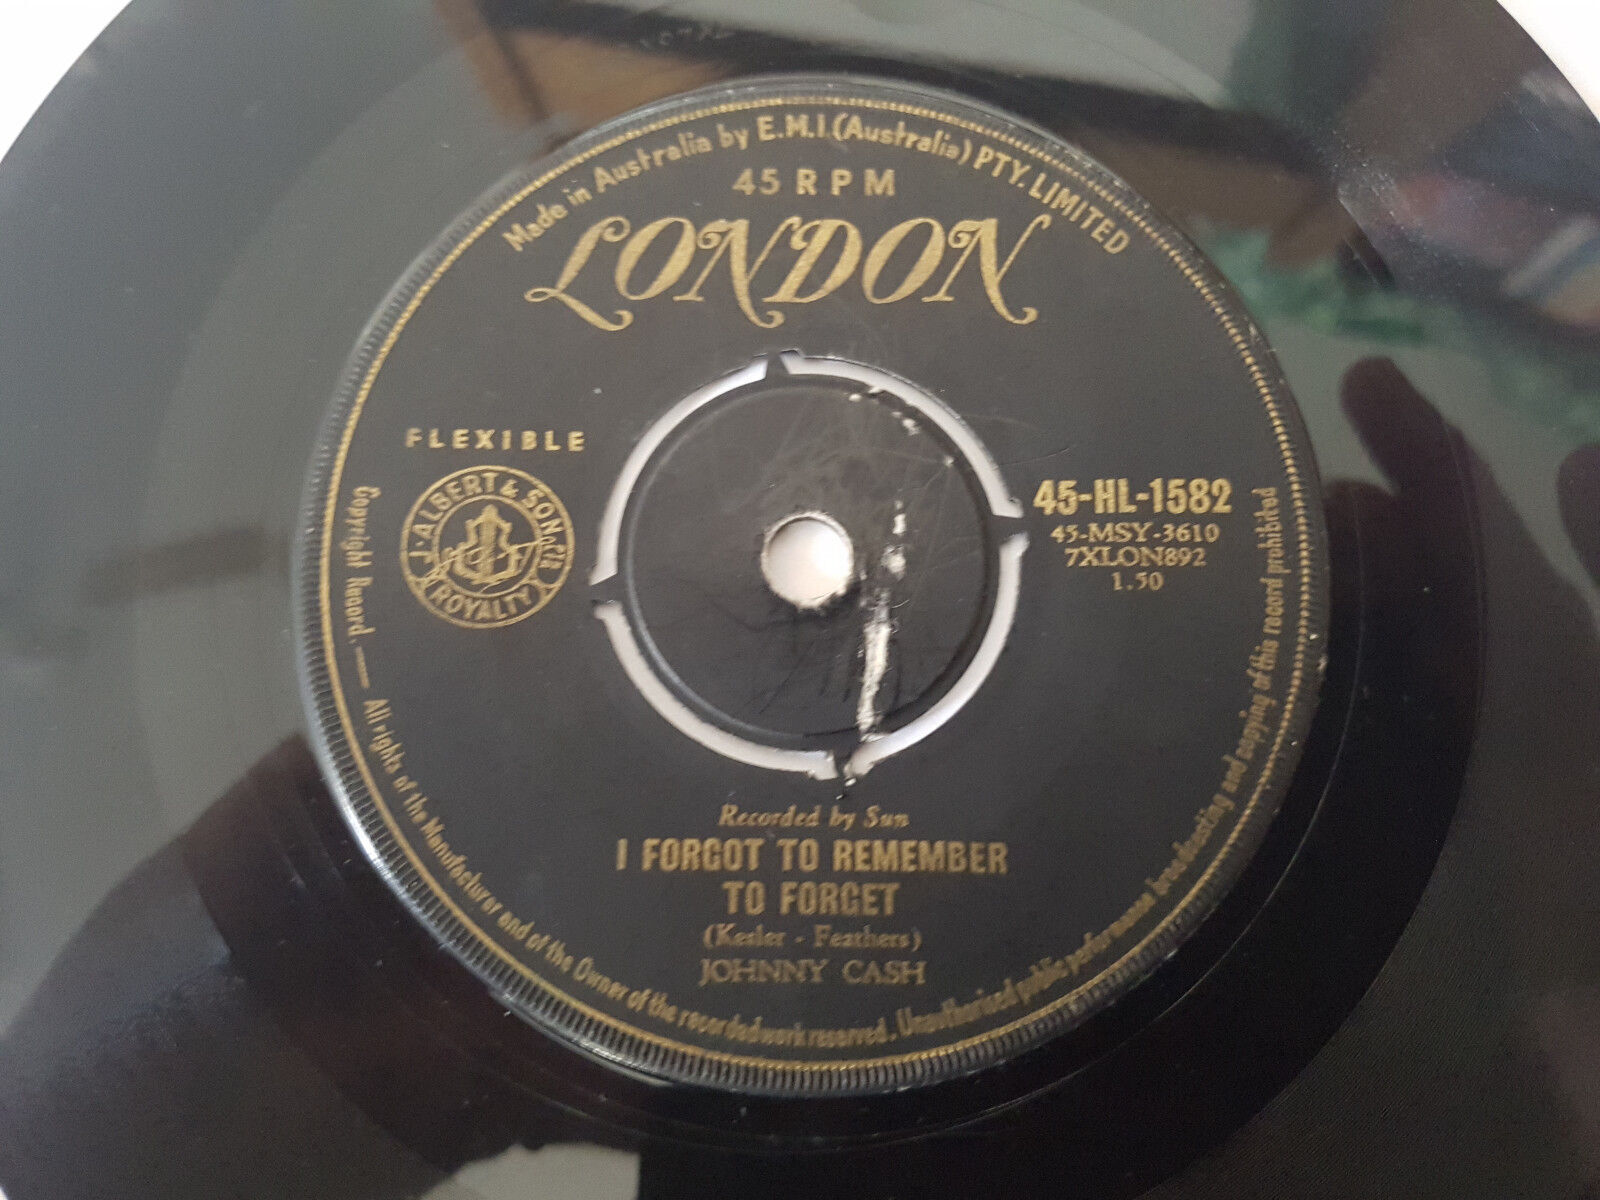 Made in Australia by E.M.I. (Australia) PTY. LIMITED
45 RPM
LONDON
FLEXIBLE
J. ALBERT & SON PTY
ROYALTY
45-HL-1582
45-MSY-3610
7XLON892
1.50
Recorded by Sun
I FORGOT TO REMEMBER
TO FORGET
(Kesler - Feathers)
JOHNNY CASH
Copyright Record. — All rights of the Manufacturer and of the Owner of the recorded work reserved. Unauthorised public performance broadcasting and copying of this record prohibited